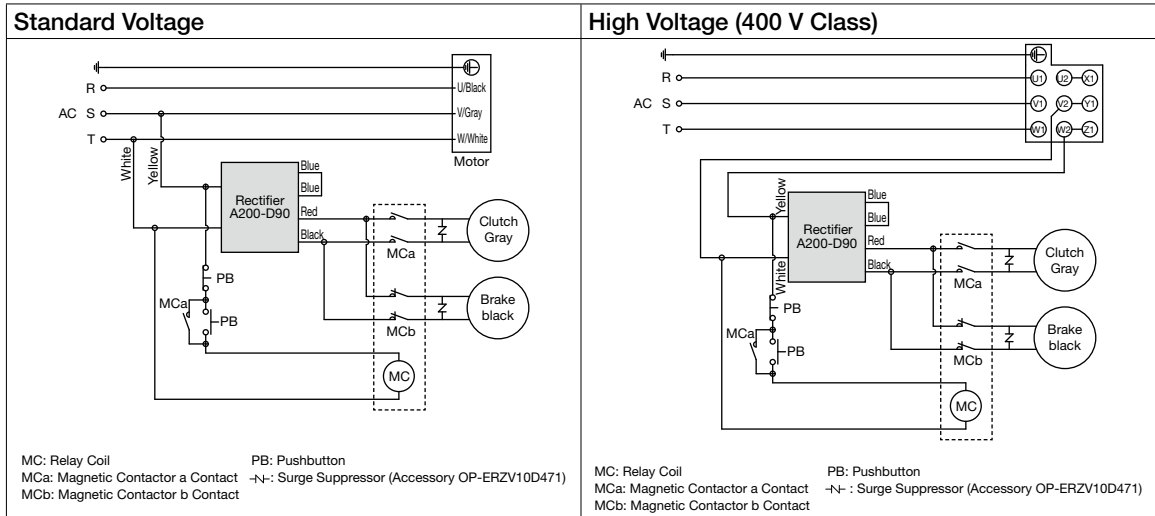 Standard Voltage
R
AC S
T
U/Black
V/Gray
W/White
Motor
White
Yellow
Rectifier
A200-D90
Blue
Blue
Red
Black
MCa
Clutch
Gray
PB
MCa
PB
MCb
Brake
black
MC
MC: Relay Coil
PB: Pushbutton
MCa: Magnetic Contactor a Contact
: Surge Suppressor (Accessory OP-ERZV10D471)
MCb: Magnetic Contactor b Contact
High Voltage (400 V Class)
R
AC S
T
U1
U2
X1
V1
V2
Y1
W1
W2
Z1
Yellow
White
Rectifier
A200-D90
Blue
Blue
Red
Black
MCa
Clutch
Gray
PB
MCa
PB
MCb
Brake
black
MC
MC: Relay Coil
PB: Pushbutton
MCa: Magnetic Contactor a Contact
: Surge Suppressor (Accessory OP-ERZV10D471)
MCb: Magnetic Contactor b Contact